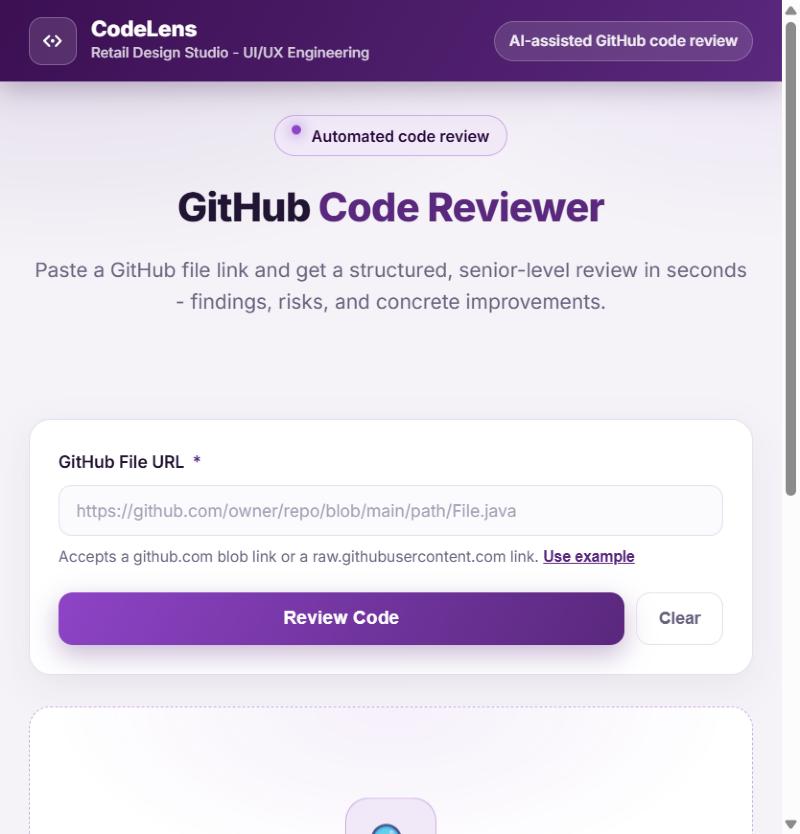 CodeLens
Retail Design Studio - UI/UX Engineering
AI-assisted GitHub code review
Automated code review
GitHub Code Reviewer
Paste a GitHub file link and get a structured, senior-level review in seconds
- findings, risks, and concrete improvements.
GitHub File URL *
https://github.com/owner/repo/blob/main/path/File.java
Accepts a github.com blob link or a raw.githubusercontent.com link. Use example
Review Code
Clear